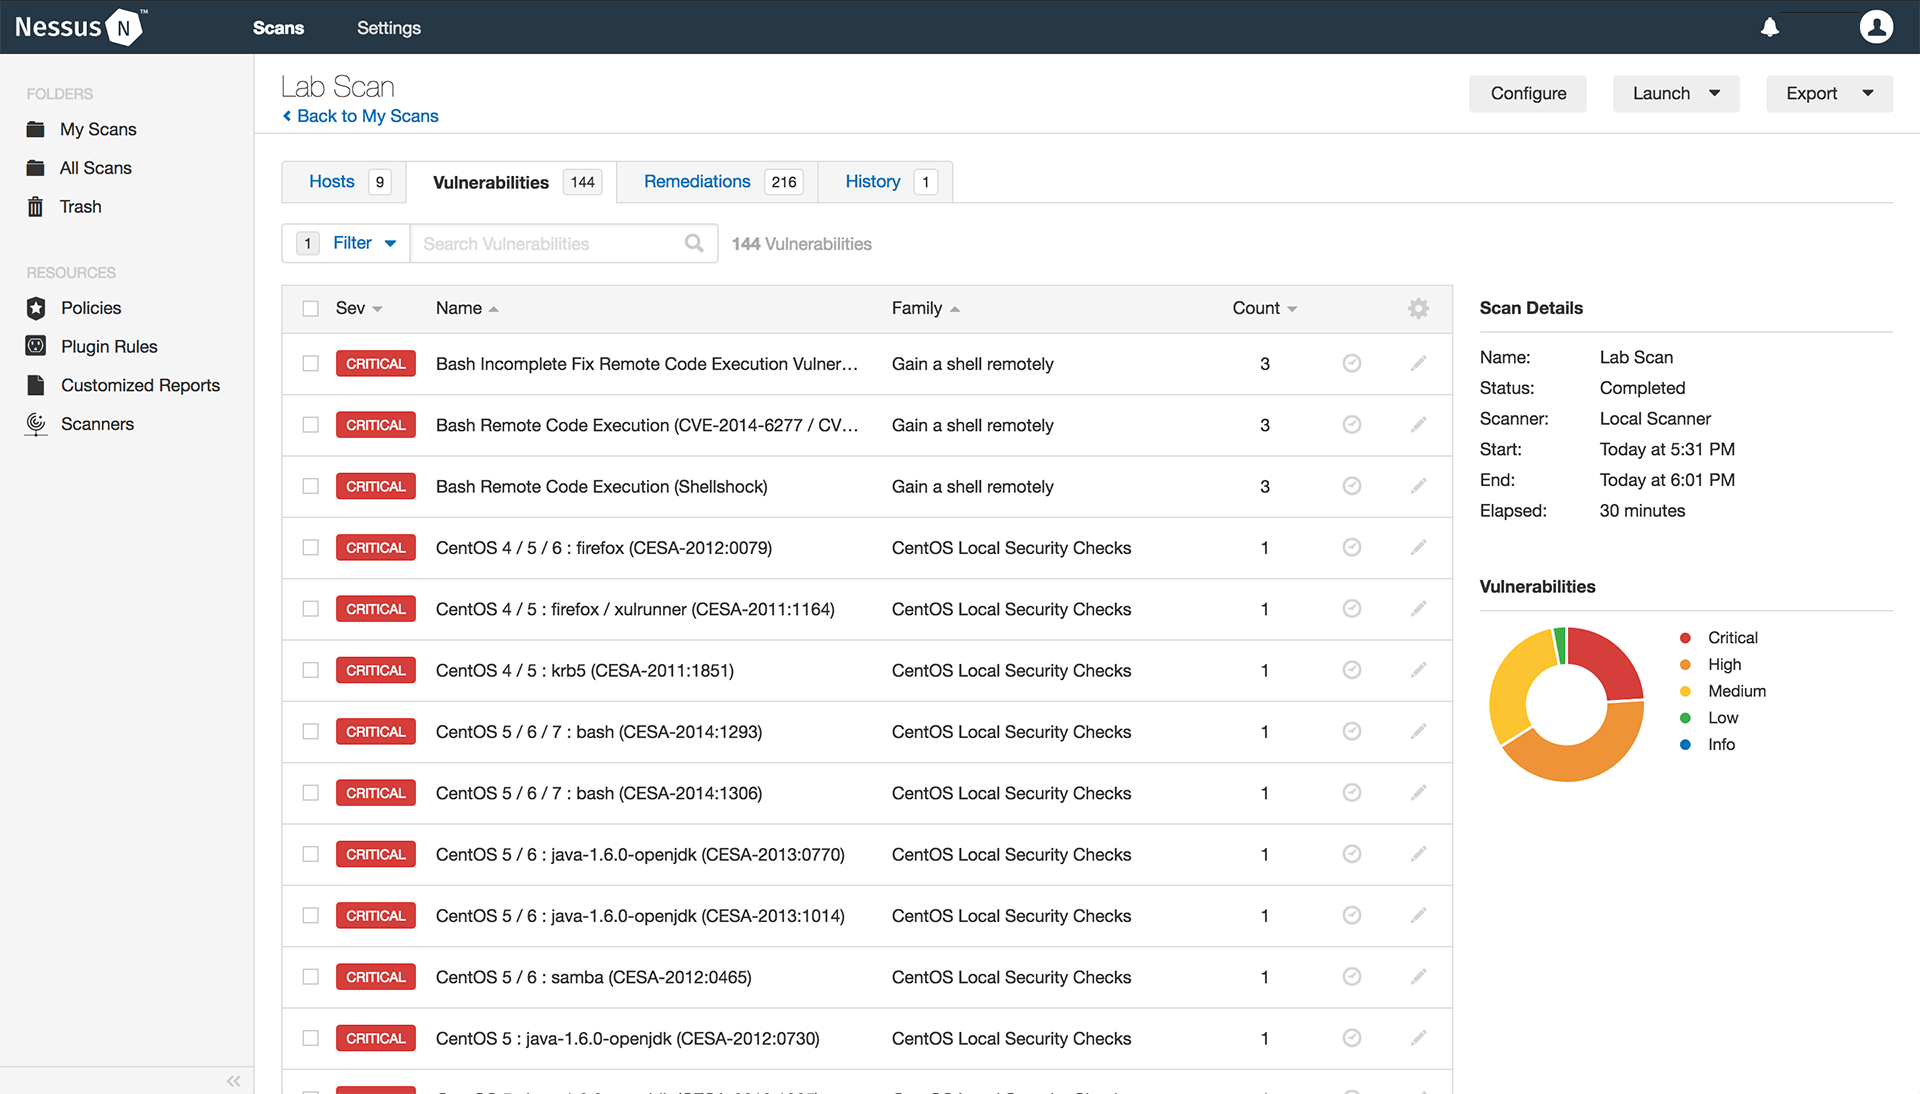 Nessus N ™ Scans Settings
FOLDERS
My Scans
All Scans
Trash
RESOURCES
Policies
Plugin Rules
Customized Reports
Scanners
Lab Scan
Back to My Scans
Configure Launch Export
Hosts 9 Vulnerabilities 144 Remediations 216 History 1
1 Filter Search Vulnerabilities 144 Vulnerabilities
Sev Name Family Count
CRITICAL Bash Incomplete Fix Remote Code Execution Vulner... Gain a shell remotely 3
CRITICAL Bash Remote Code Execution (CVE-2014-6277 / CV... Gain a shell remotely 3
CRITICAL Bash Remote Code Execution (Shellshock) Gain a shell remotely 3
CRITICAL CentOS 4 / 5 / 6 : firefox (CESA-2012:0079) CentOS Local Security Checks 1
CRITICAL CentOS 4 / 5 : firefox / xulrunner (CESA-2011:1164) CentOS Local Security Checks 1
CRITICAL CentOS 4 / 5 : krb5 (CESA-2011:1851) CentOS Local Security Checks 1
CRITICAL CentOS 5 / 6 / 7 : bash (CESA-2014:1293) CentOS Local Security Checks 1
CRITICAL CentOS 5 / 6 / 7 : bash (CESA-2014:1306) CentOS Local Security Checks 1
CRITICAL CentOS 5 / 6 : java-1.6.0-openjdk (CESA-2013:0770) CentOS Local Security Checks 1
CRITICAL CentOS 5 / 6 : java-1.6.0-openjdk (CESA-2013:1014) CentOS Local Security Checks 1
CRITICAL CentOS 5 / 6 : samba (CESA-2012:0465) CentOS Local Security Checks 1
CRITICAL CentOS 5 : java-1.6.0-openjdk (CESA-2012:0730) CentOS Local Security Checks 1
Scan Details
Name: Lab Scan
Status: Completed
Scanner: Local Scanner
Start: Today at 5:31 PM
End: Today at 6:01 PM
Elapsed: 30 minutes
Vulnerabilities
Critical
High
Medium
Low
Info